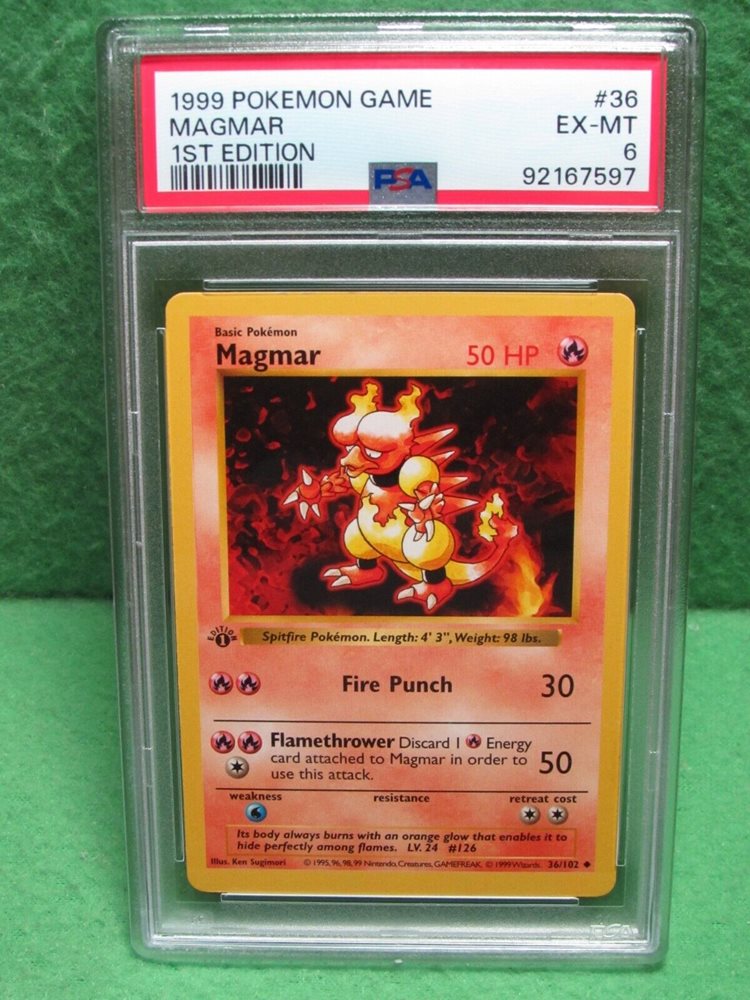 1999 POKEMON GAME #36
MAGMAR EX-MT
1ST EDITION 6
PSA 92167597
Basic Pokémon
Magmar 50 HP
EDITION 1
Spitfire Pokémon. Length: 4' 3", Weight: 98 lbs.
Fire Punch 30
Flamethrower Discard 1 Energy
card attached to Magmar in order to
use this attack. 50
weakness resistance retreat cost
Its body always burns with an orange glow that enables it to
hide perfectly among flames. LV. 24 #126
Illus. Ken Sugimori © 1995, 96, 98, 99 Nintendo, Creatures, GAMEFREAK. © 1999 Wizards. 36/102
PSA